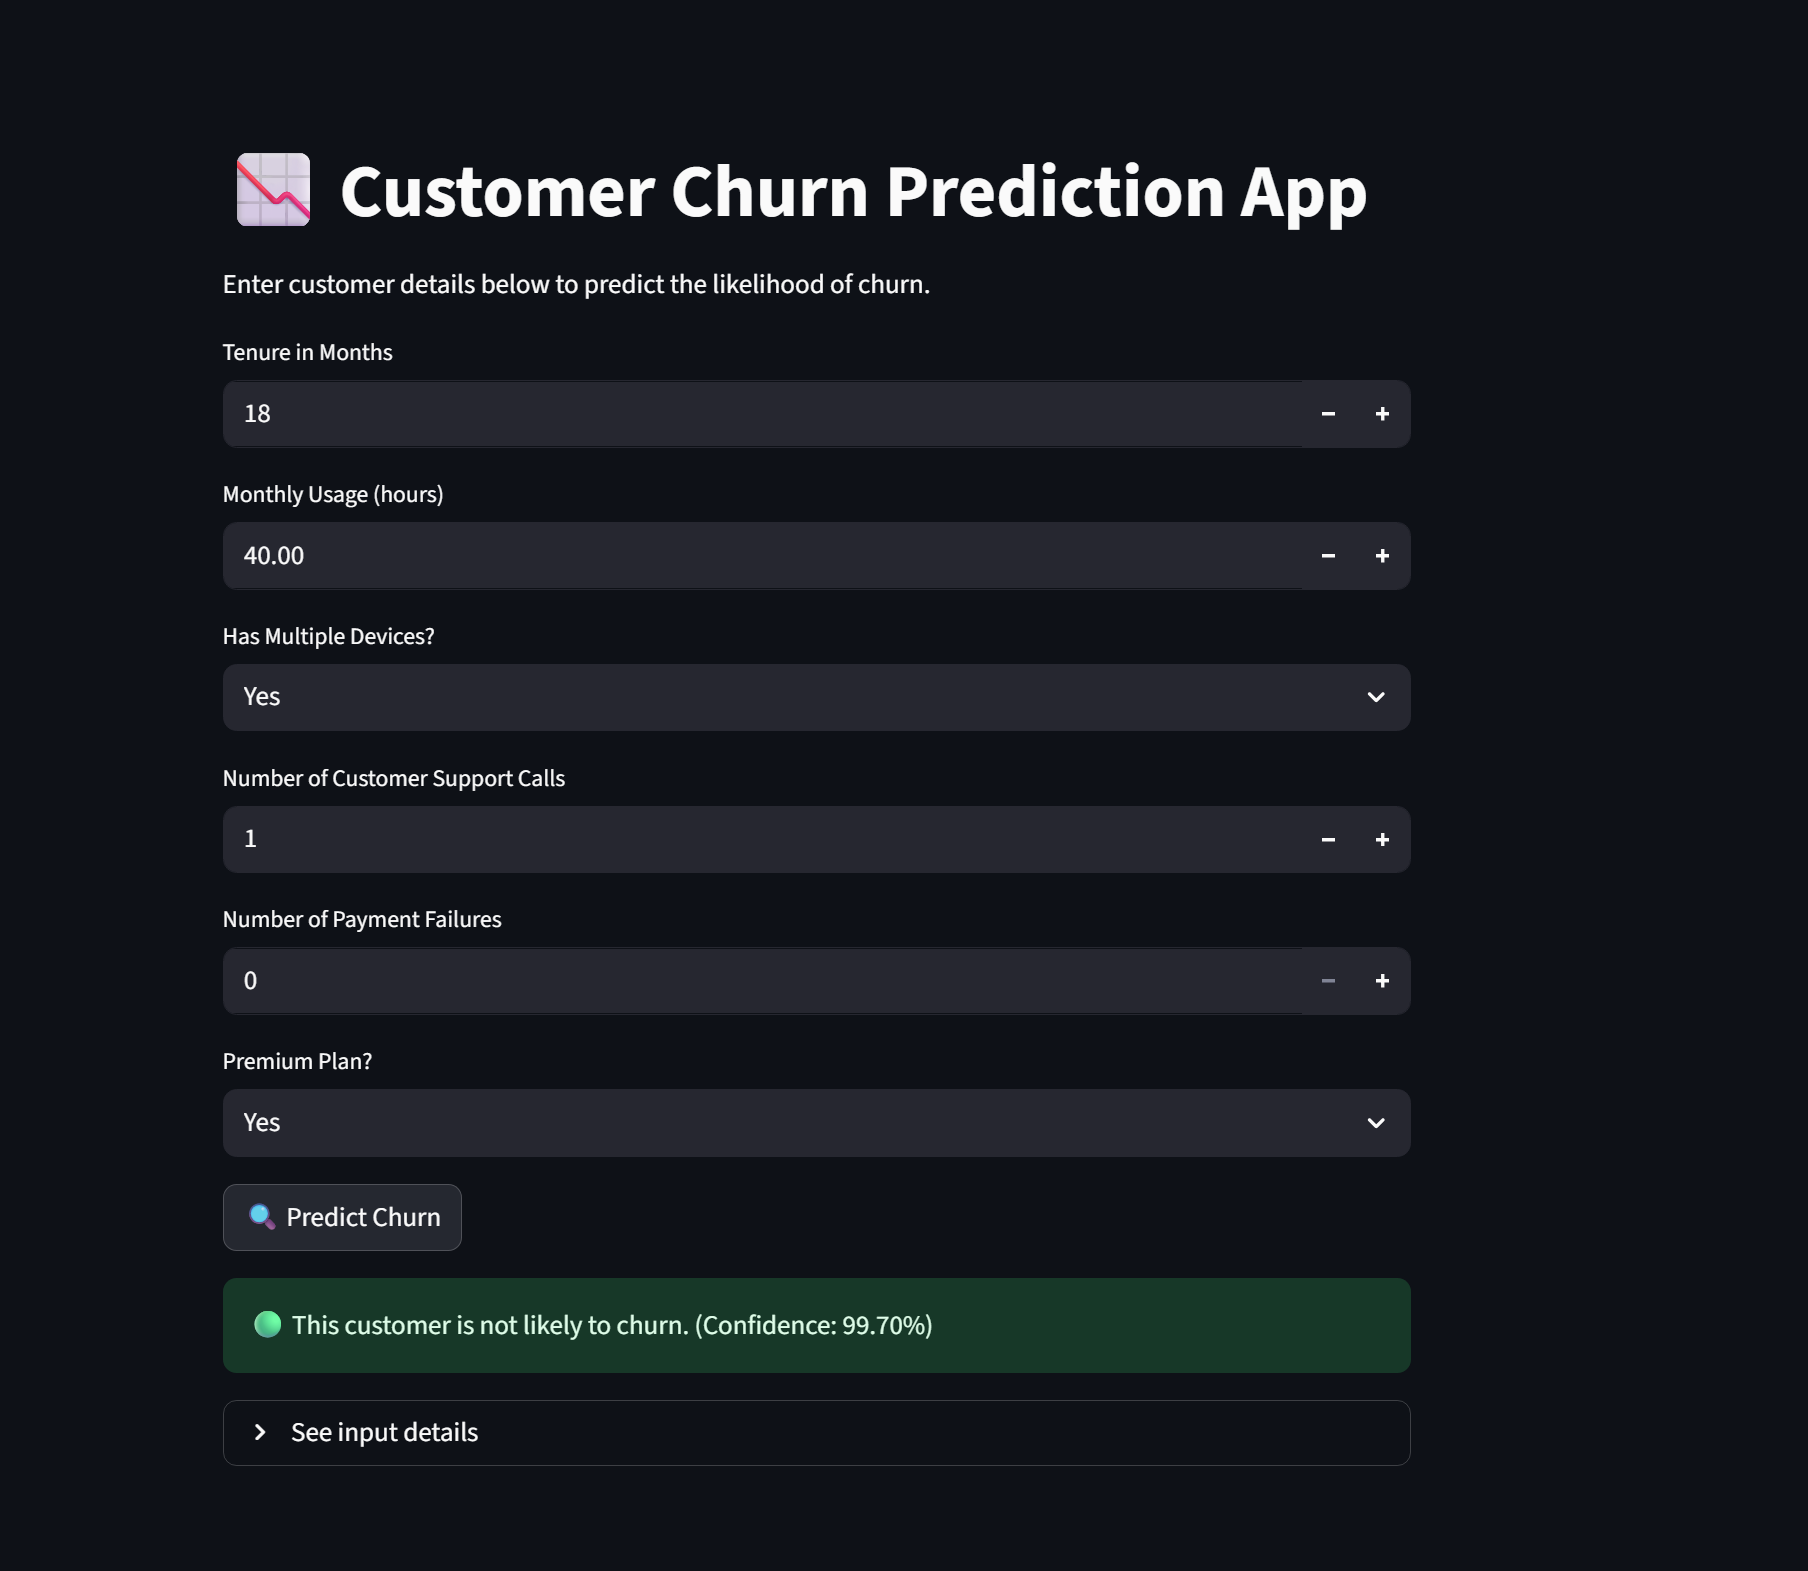 Customer Churn Prediction App
Enter customer details below to predict the likelihood of churn.
Tenure in Months
18
Monthly Usage (hours)
40.00
Has Multiple Devices?
Yes
Number of Customer Support Calls
1
Number of Payment Failures
0
Premium Plan?
Yes
Predict Churn
This customer is not likely to churn. (Confidence: 99.70%)
See input details